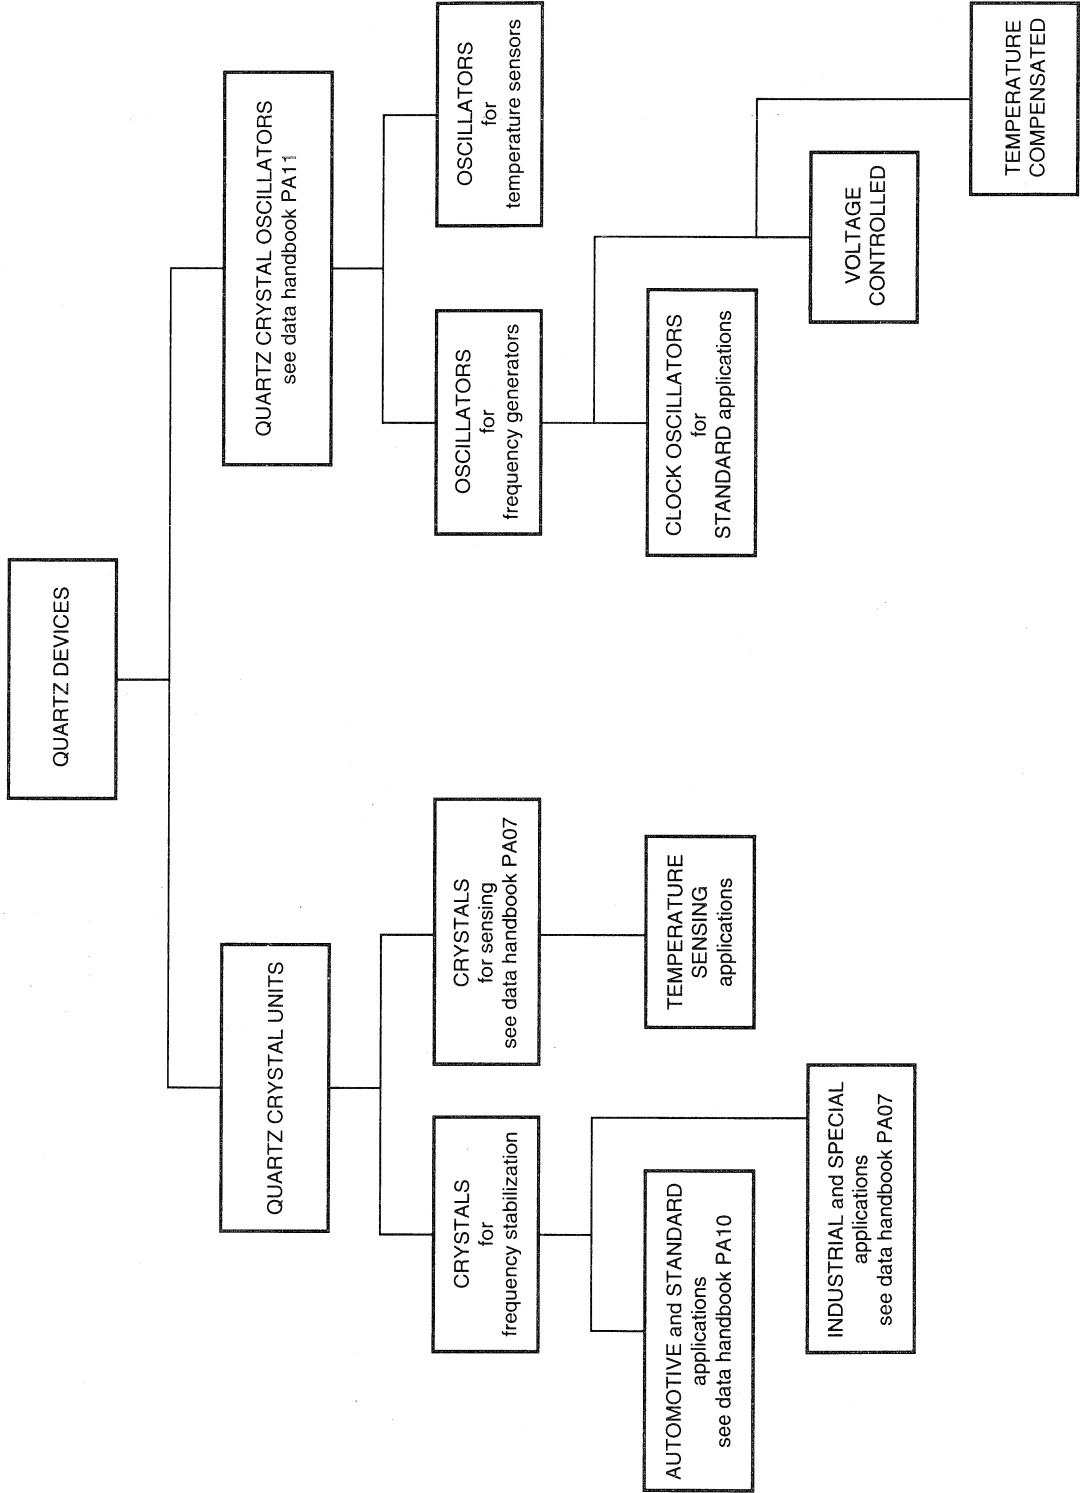 QUARTZ DEVICES
QUARTZ CRYSTAL UNITS
QUARTZ CRYSTAL OSCILLATORS
see data handbook PA11
CRYSTALS
for
frequency stabilization
CRYSTALS
for sensing
see data handbook PA07
OSCILLATORS
for
frequency generators
OSCILLATORS
for
temperature sensors
AUTOMOTIVE and STANDARD
applications
see data handbook PA10
TEMPERATURE
SENSING
applications
CLOCK OSCILLATORS
for
STANDARD applications
INDUSTRIAL and SPECIAL
applications
see data handbook PA07
VOLTAGE
CONTROLLED
TEMPERATURE
COMPENSATED